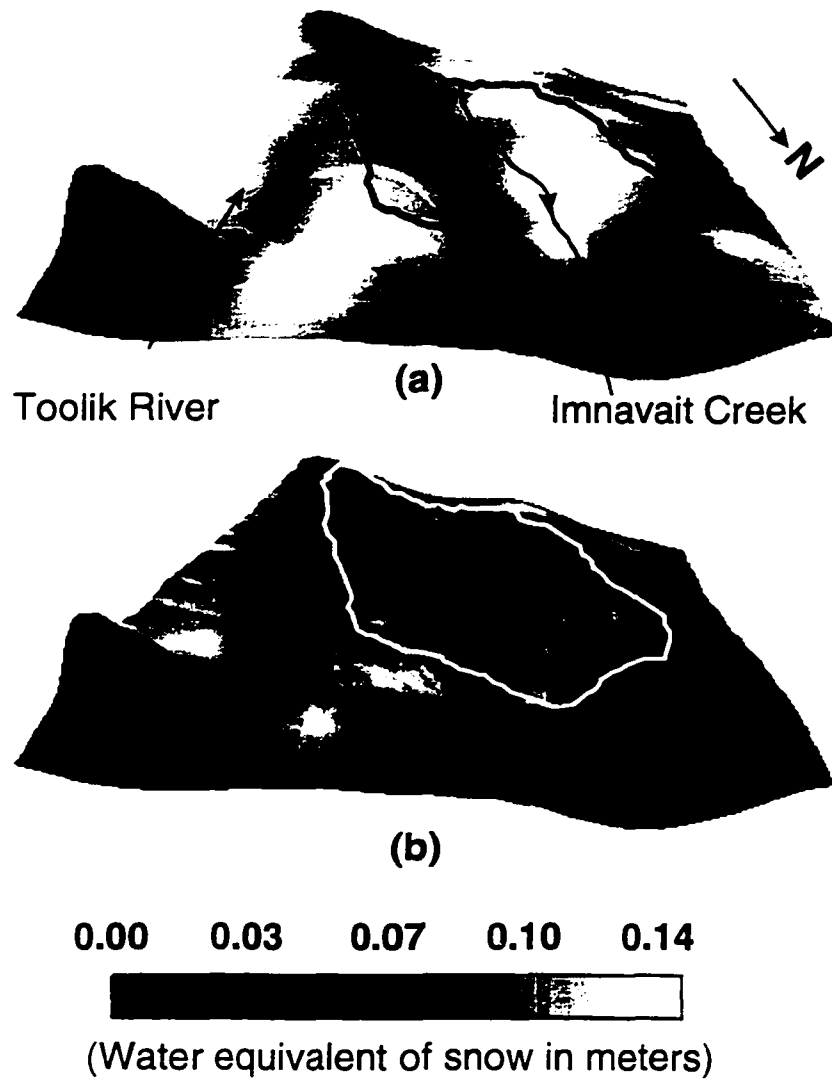 N
(a)
Toolik River
Imnavait Creek
(b)
0.00 0.03 0.07 0.10 0.14
(Water equivalent of snow in meters)